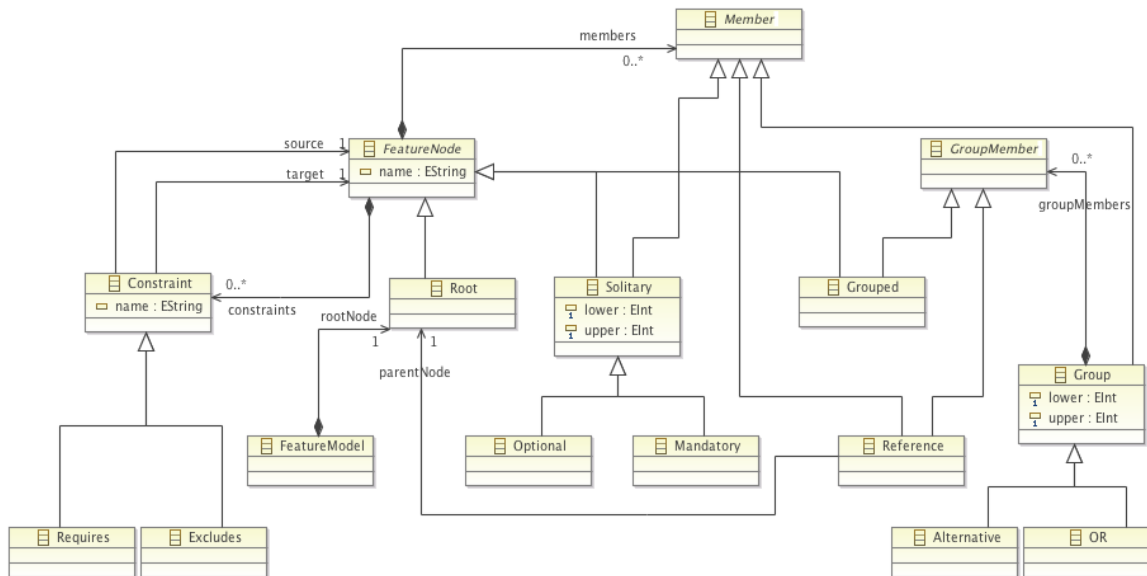 Member
members
0..*
source 1
FeatureNode
GroupMember
name : EString
0..*
target 1
groupMembers
Constraint
0..*
Root
Solitary
Grouped
name : EString
constraints
lower : EInt
rootNode
upper : EInt
1
1
parentNode
Group
lower : EInt
upper : EInt
FeatureModel
Optional
Mandatory
Reference
Requires
Excludes
Alternative
OR